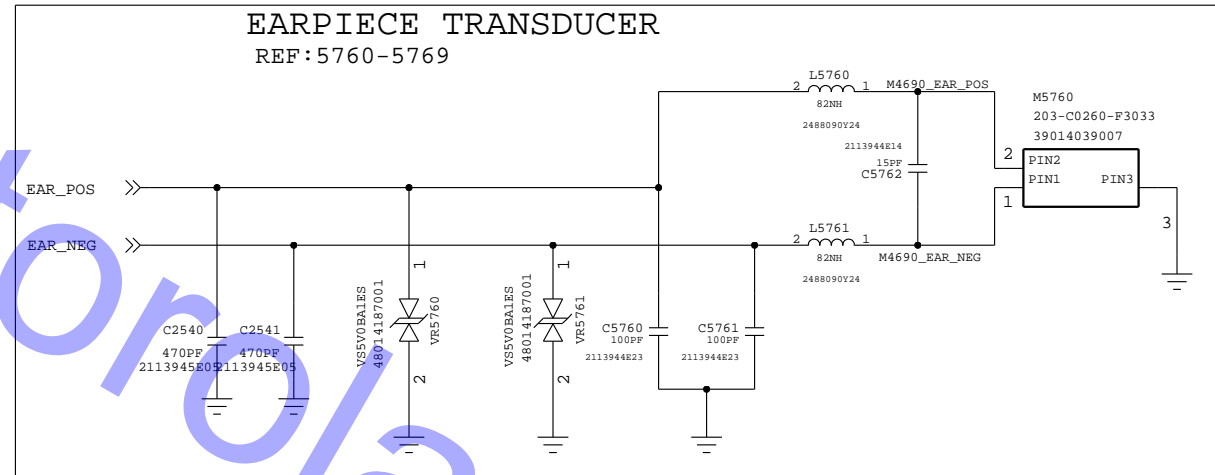 EARPIECE TRANSDUCER
REF:5760-5769
L5760
2 1 M4690_EAR_POS
82NH
2488090Y24
M5760
203-C0260-F3033
39014039007
2113944E14
15PF
C5762
2 PIN2
PIN1 PIN3
1
3
EAR_POS
EAR_NEG
L5761
2 1
82NH
M4690_EAR_NEG
2488090Y24
C2540
470PF
2113945E05
C2541
470PF
2113945E05
1
VS5V0BA1ES
48014187001
VR5760
2
1
VS5V0BA1ES
48014187001
VR5761
2
C5760
100PF
2113944E23
C5761
100PF
2113944E23
orola